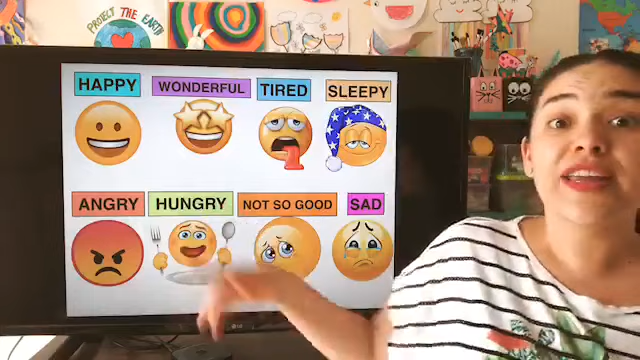 PROJECT THE EARTH
HAPPY
WONDERFUL
TIRED
SLEEPY
ANGRY
HUNGRY
NOT SO GOOD
SAD
LG